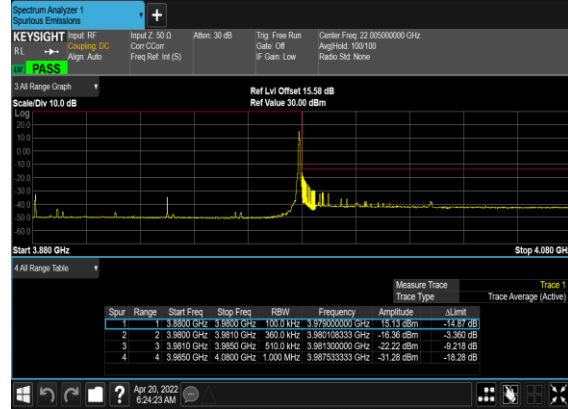 Spectrum Analyzer 1
Spurious Emissions
+
KEYSIGHT Input: RF
Coupling: DC
Align: Auto
RL
PASS
Input Z: 50 Ω
Corr CCorr
Freq Ref: Int (S)
Atten: 30 dB
Trig: Free Run
Gate: Off
IF Gain: Low
Center Freq: 22.005000000 GHz
Avg|Hold: 100/100
Radio Std: None
3 All Range Graph
Scale/Div 10.0 dB
Ref Lvl Offset 15.58 dB
Ref Value 30.00 dBm
Log
20.0
10.0
0.00
-10.0
-20.0
-30.0
-40.0
-50.0
-60.0
Start 3.880 GHz
Stop 4.080 GH
4 All Range Table
Measure Trace Trace 1
Trace Type Trace Average (Active)
Spur Range Start Freq Stop Freq RBW Frequency Amplitude ΔLimit
1 1 3.8800 GHz 3.9800 GHz 100.0 kHz 3.979000000 GHz 15.13 dBm -14.87 dB
2 2 3.9800 GHz 3.9810 GHz 360.0 kHz 3.980108333 GHz -16.36 dBm -3.360 dB
3 3 3.9810 GHz 3.9850 GHz 510.0 kHz 3.981300000 GHz -22.22 dBm -9.218 dB
4 4 3.9850 GHz 4.0800 GHz 1.000 MHz 3.987533333 GHz -31.28 dBm -18.28 dB
?
Apr 20, 2022
6:24:23 AM